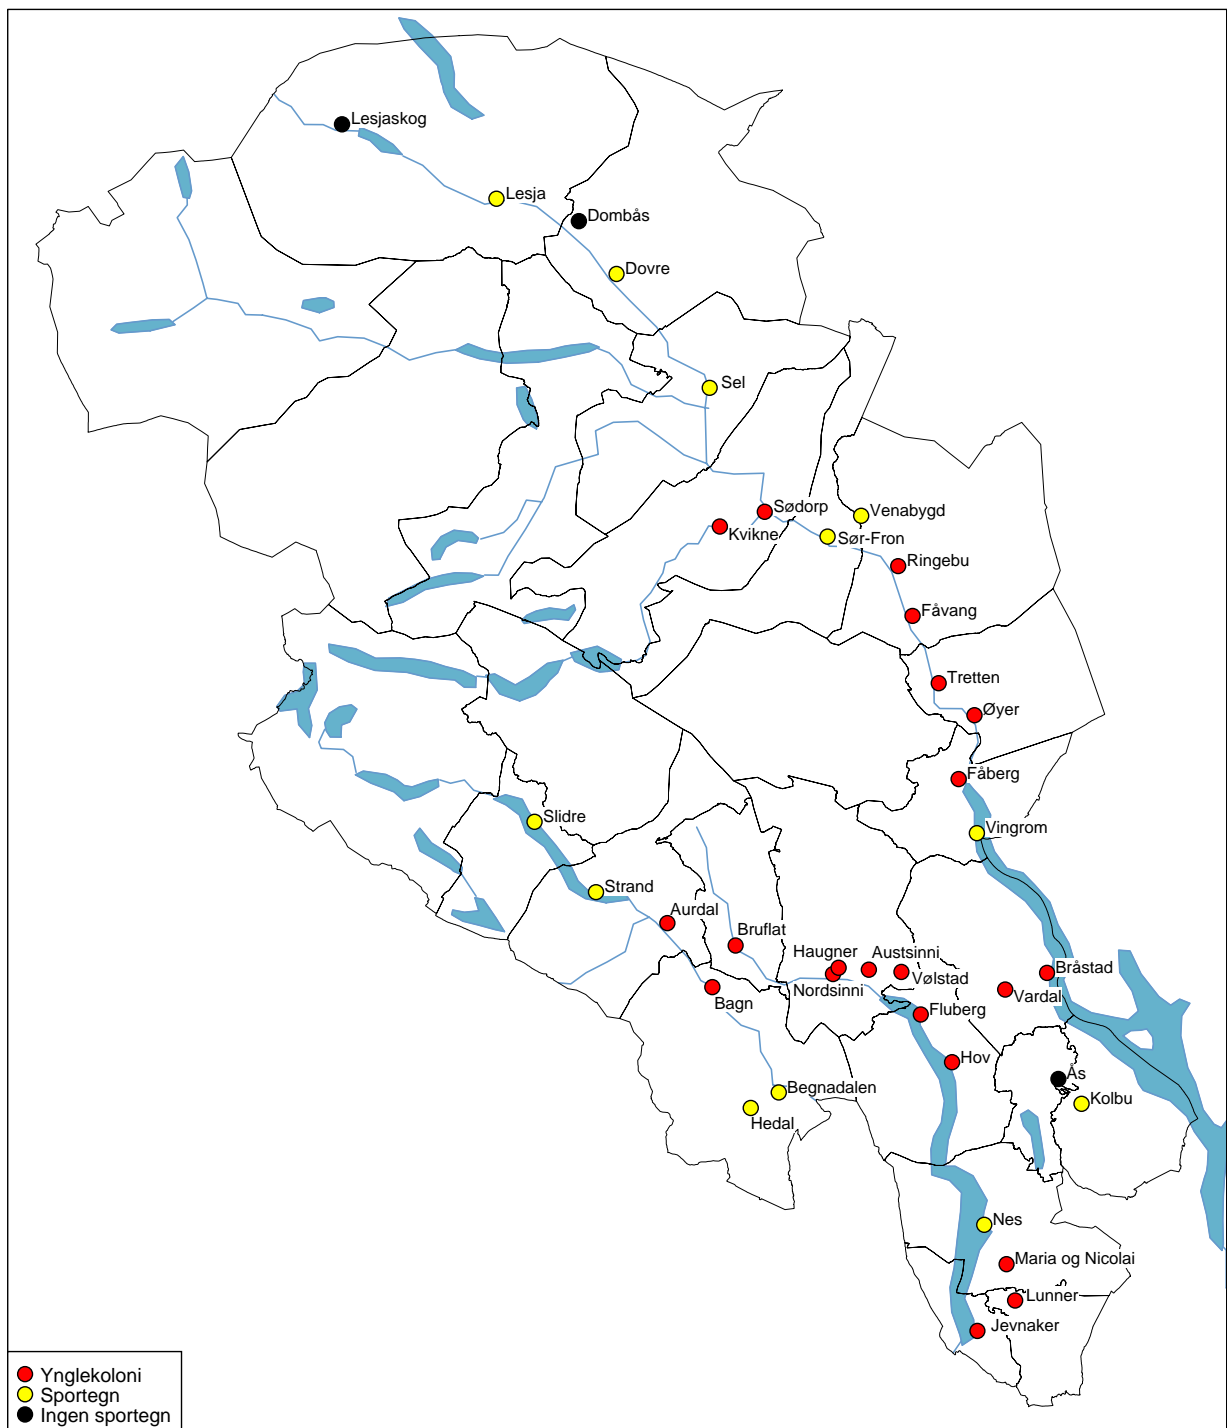 Lesjaskog
Lesja
Dombås
Dovre
Sel
Sødorp
Venabygd
Kvikne
Sør-Fron
Ringebu
Fåvang
Tretten
Øyer
Fåberg
Slidre
Vingrom
Strand
Aurdal
Bruflat
Haugner
Austsinni
Vølstad
Bråstad
Nordsinni
Vardal
Bagn
Fluberg
Hov
Ås
Begnadalen
Kolbu
Hedal
Nes
Maria og Nicolai
Lunner
Jevnaker
Ynglekoloni
Sportegn
Ingen sportegn